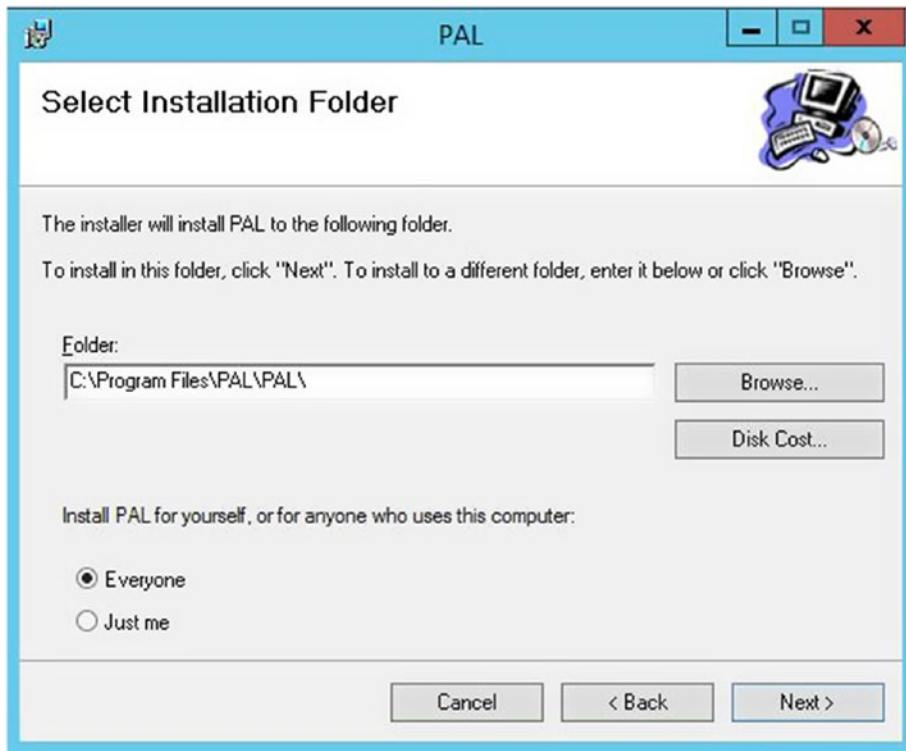 PAL
Select Installation Folder
The installer will install PAL to the following folder.
To install in this folder, click "Next". To install to a different folder, enter it below or click "Browse".
Folder:
C:\Program Files\PAL\PAL\
Browse...
Disk Cost...
Install PAL for yourself, or for anyone who uses this computer:
Everyone
Just me
Cancel
< Back
Next >